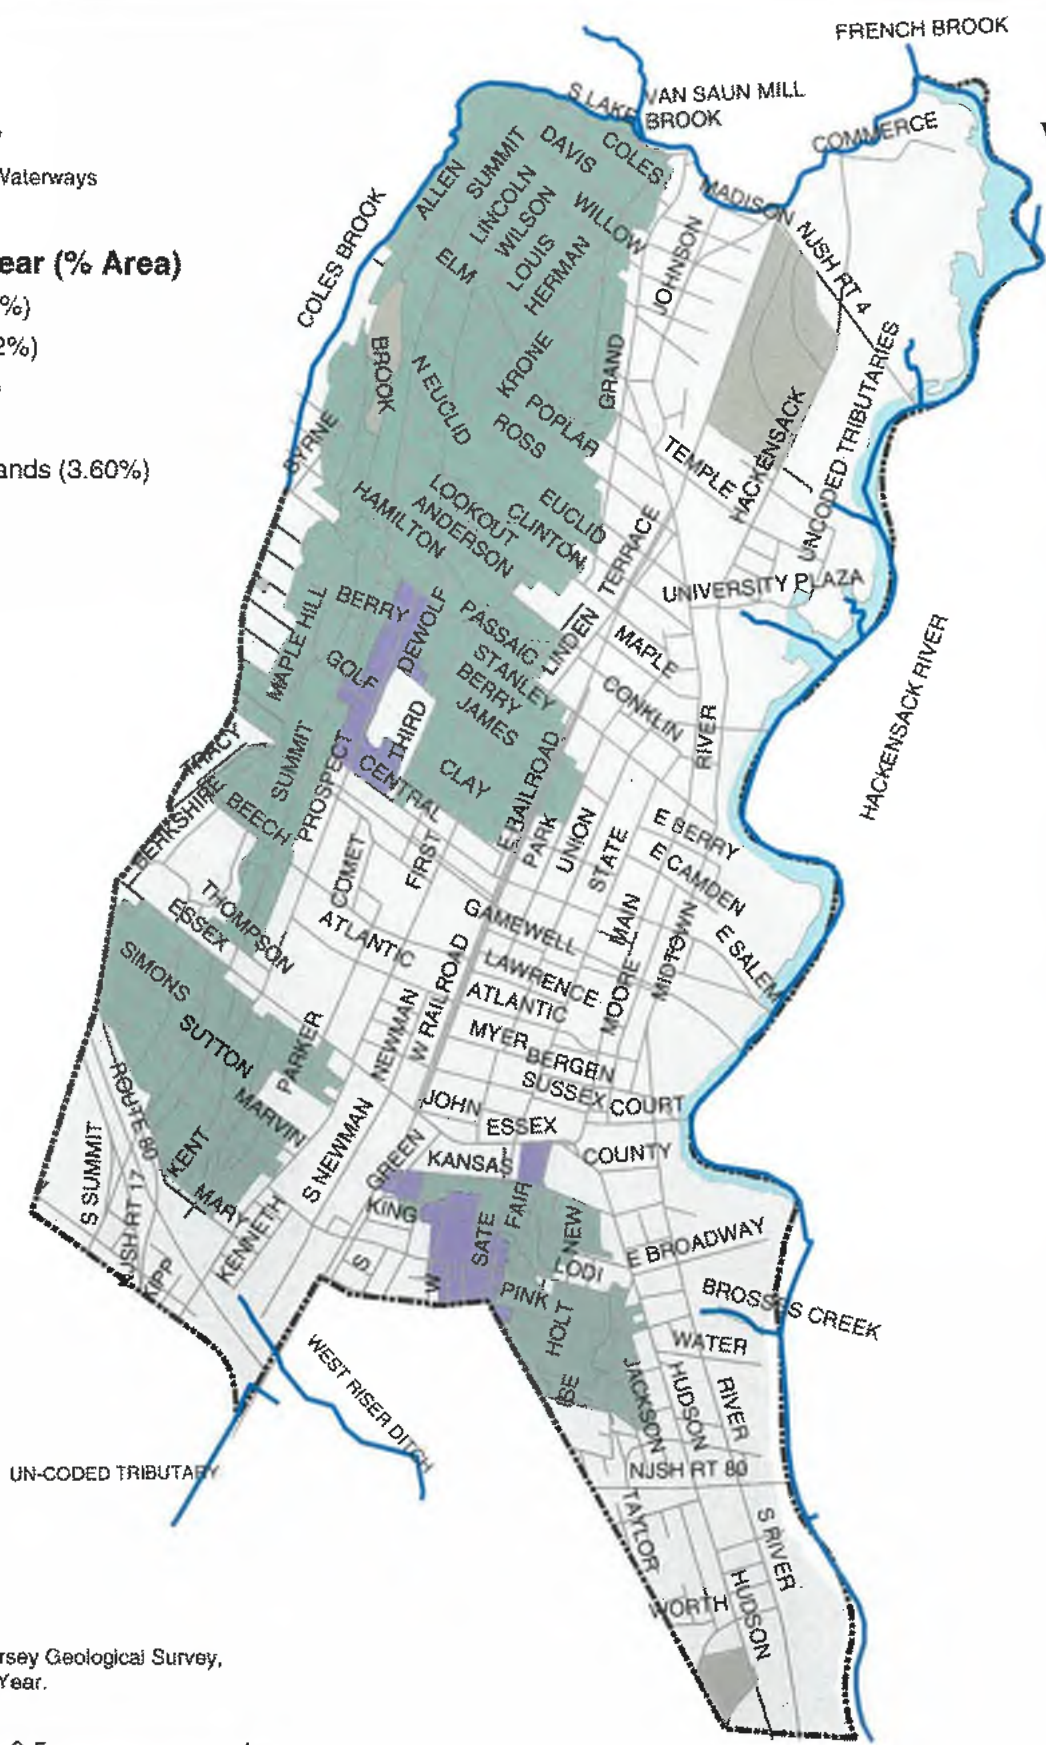 FRENCH BROOK
VAN SAUN MILL
BROOK
S LAKE
COMMERCE
Waterways
ear (% Area)
%)
2%)
ands (3.60%)
COLES BROOK
ALLEN
SUMMIT
DAVIS
COLES
LINCOLN
WILSON
WILLOW
LOUIS
HERMAN
ELM
MADISON
NJSH RT 4
JOHNSON
BROOK
N EUCLID
KRONE
POPLAR
ROSS
GRAND
BYRNE
TEMPLE
HACKENSACK
UNCODED TRIBUTARIES
LOOKOUT
ANDERSON
HAMILTON
EUCLID
CLINTON
TERRACE
UNIVERSITY PLAZA
MAPLE HILL
BERRY
DEWOLF
PASSAIC
STANLEY
BERRY
JAMES
LINDEN
MAPLE
CONKLIN
RIVER
HACKENSACK RIVER
GOLF
THIRD
SUMMIT
PROSPECT
CENTRAL
CLAY
E RAILROAD
TRACY
BERKSHIRE
BEECH
PARK
UNION
STATE
E BERRY
E CAMDEN
E SALEM
COMET
FIRST
THOMPSON
ESSEX
ATLANTIC
GAMEWELL
MAIN
MIDTOWN
LAWRENCE
ATLANTIC
MOORE
SIMONS
SUTTON
PARKER
NEWMAN
W RAILROAD
MYER
BERGEN
SUSSEX
COURT
MARVIN
JOHN
ESSEX
ROUTE 80
KENT
S SUMMIT
S NEWMAN
GREEN
KANSAS
COUNTY
NJSH RT 17
MARY
KENNETH
KING
FAIR
SATE
NEW
E BROADWAY
LODI
KIPP
S
W
PINK
HOLT
BROSS S CREEK
WATER
WEST RISER DITCH
BE
JACKSON
HUDSON
RIVER
UN-CODED TRIBUTARY
NJSH RT 80
TAYLOR
S RIVER
WORTH
HUDSON
rsey Geological Survey,
Year.